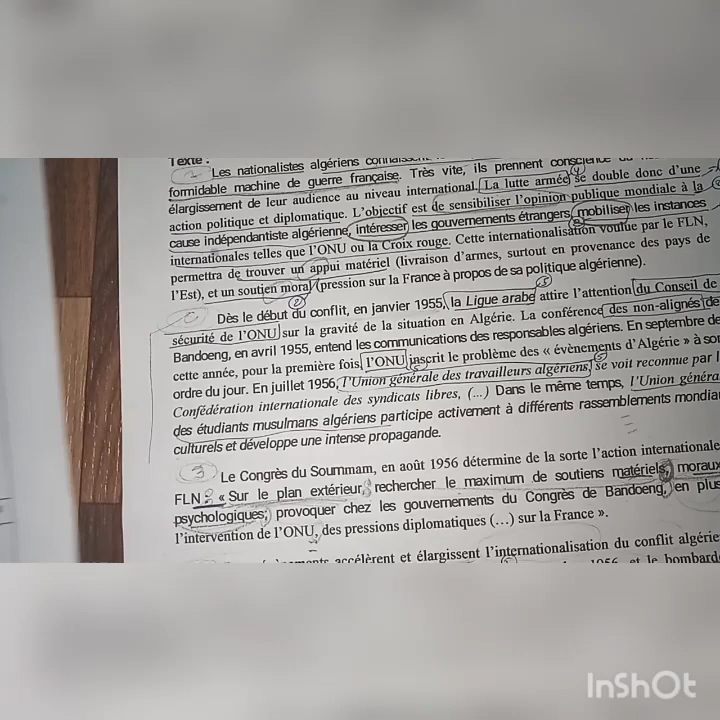 Texte :
Les nationalistes algériens
formidable machine de guerre française. Très vite, ils prennent conscience
élargissement de leur audience au niveau international. La lutte armée se double donc d'une
action politique et diplomatique. L'objectif est de sensibiliser l'opinion publique mondiale à la
cause indépendantiste algérienne, intéresser les gouvernements étrangers, mobiliser les instances
internationales telles que l'ONU ou la Croix rouge. Cette internationalisation voulue par le FLN,
permettra de trouver un appui matériel (livraison d'armes, surtout en provenance des pays de
l'Est), et un soutien moral (pression sur la France à propos de sa politique algérienne).
Dès le début du conflit, en janvier 1955, la Ligue arabe attire l'attention du Conseil de
sécurité de l'ONU sur la gravité de la situation en Algérie. La conférence des non-alignés de
Bandoeng, en avril 1955, entend les communications des responsables algériens. En septembre de
cette année, pour la première fois, l'ONU inscrit le problème des « évènements d'Algérie » à
ordre du jour. En juillet 1956, l'Union générale des travailleurs algériens, se voit reconnue par
Confédération internationale des syndicats libres, (...) Dans le même temps, l'Union
des étudiants musulmans algériens participe activement à différents rassemblements
culturels et développe une intense propagande.
3
Le Congrès du Soummam, en août 1956 détermine de la sorte l'action internationale
FLN : « Sur le plan extérieur, rechercher le maximum de soutiens matériels, moraux
psychologiques, provoquer chez les gouvernements du Congrès de Bandoeng, en plus
l'intervention de l'ONU, des pressions diplomatiques (...) sur la France ».
accélèrent et élargissent l'internationalisation du conflit
1956 et le
InShOt